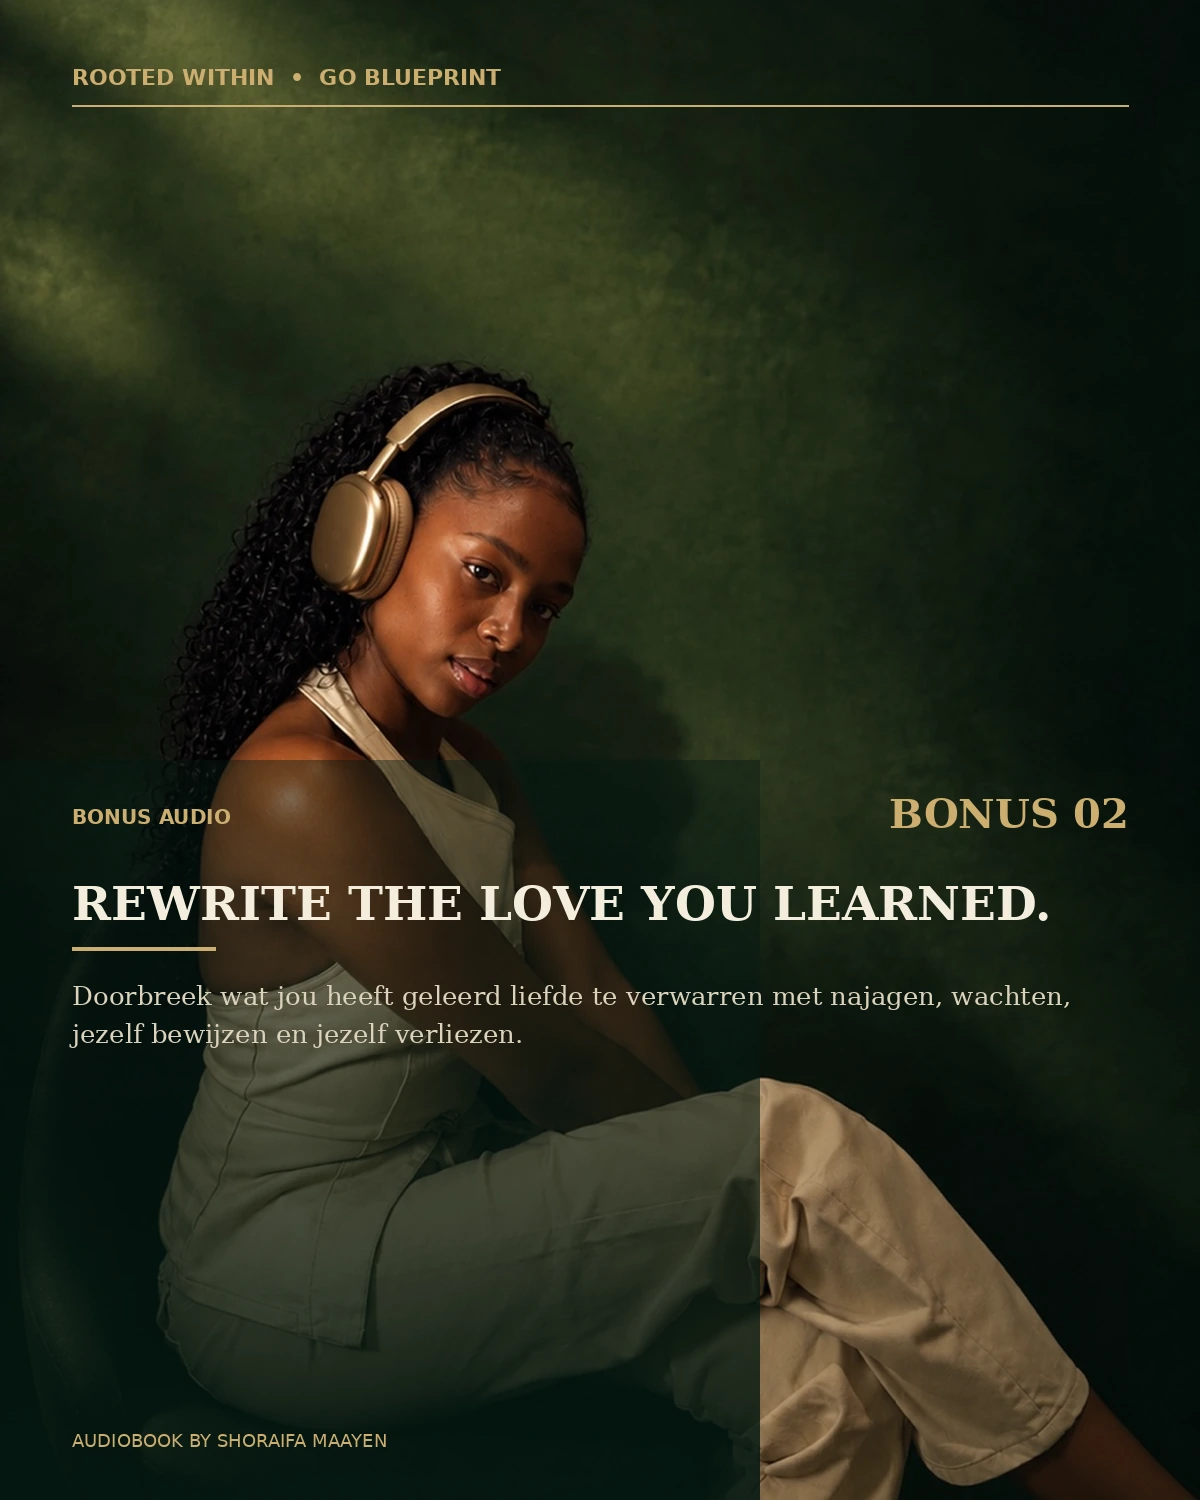 ROOTED WITHIN • GO BLUEPRINT
BONUS AUDIO
BONUS 02
REWRITE THE LOVE YOU LEARNED.
Doorbreek wat jou heeft geleerd liefde te verwarren met najagen, wachten,
jezelf bewijzen en jezelf verliezen.
AUDIOBOOK BY SHORAIFA MAAYEN